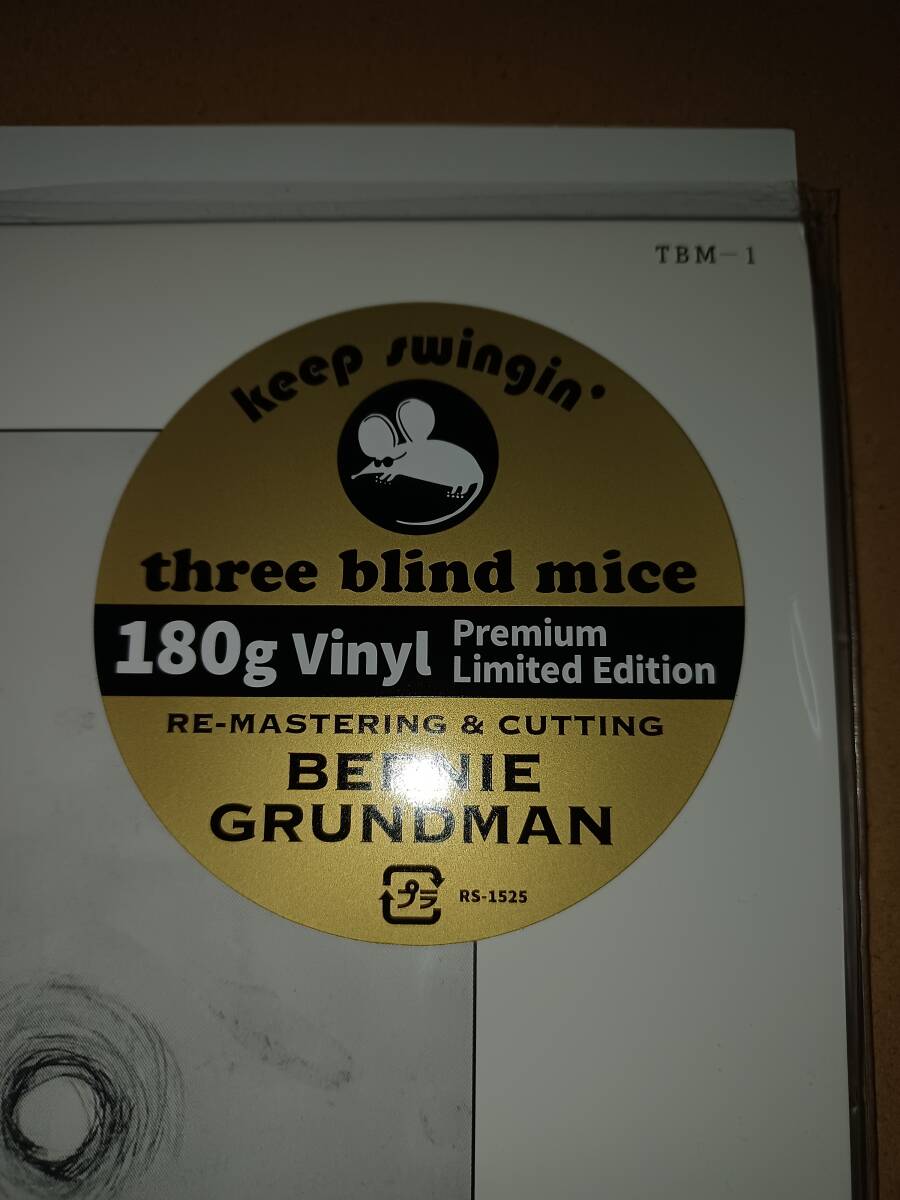 TBM-1
keep swingin'
three blind mice
180g Vinyl Premium Limited Edition
RE-MASTERING & CUTTING
BERNIE
GRUNDMAN
プラ
RS-1525